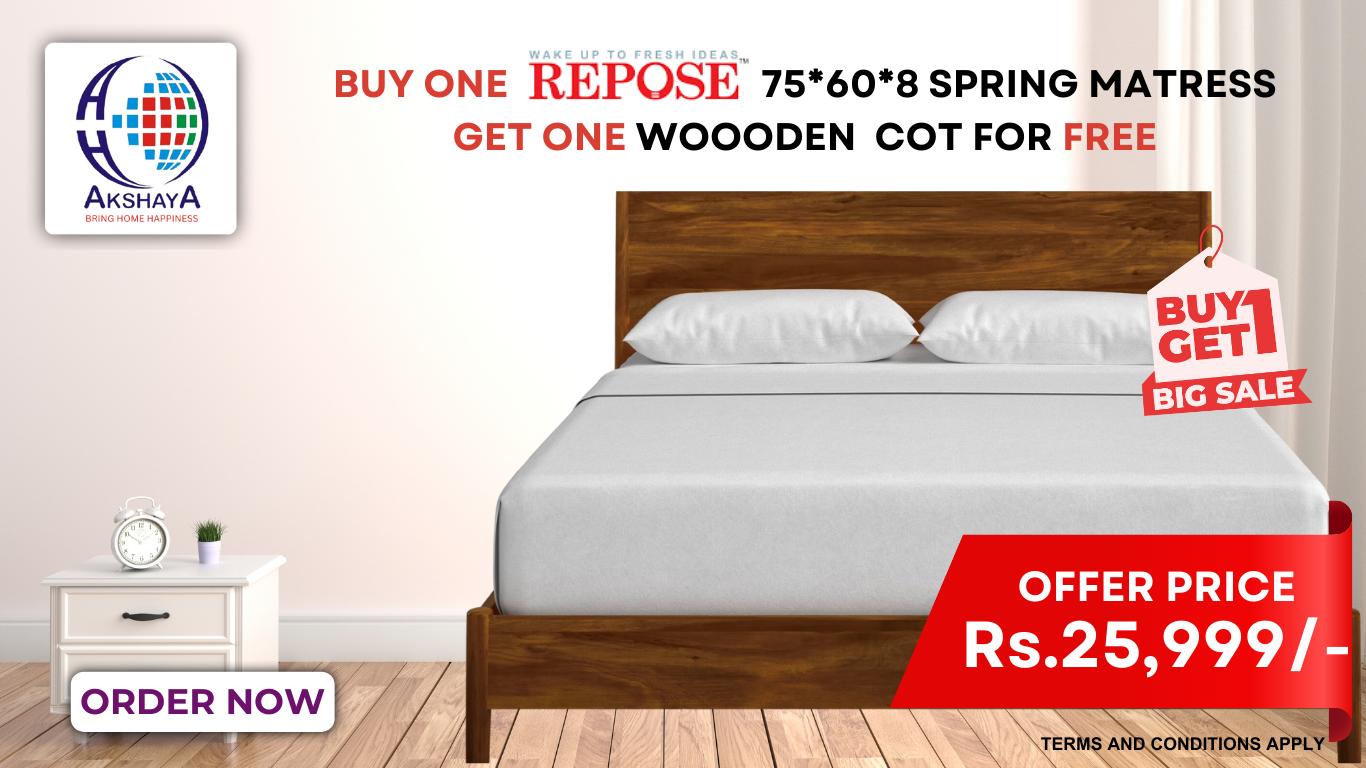 AKSHAYA
BRING HOME HAPPINESS
WAKE UP TO FRESH IDEAS
BUY ONE REPOSE™ 75*60*8 SPRING MATRESS
GET ONE WOOODEN COT FOR FREE
BUY 1
GET
BIG SALE
OFFER PRICE
Rs.25,999/-
ORDER NOW
TERMS AND CONDITIONS APPLY